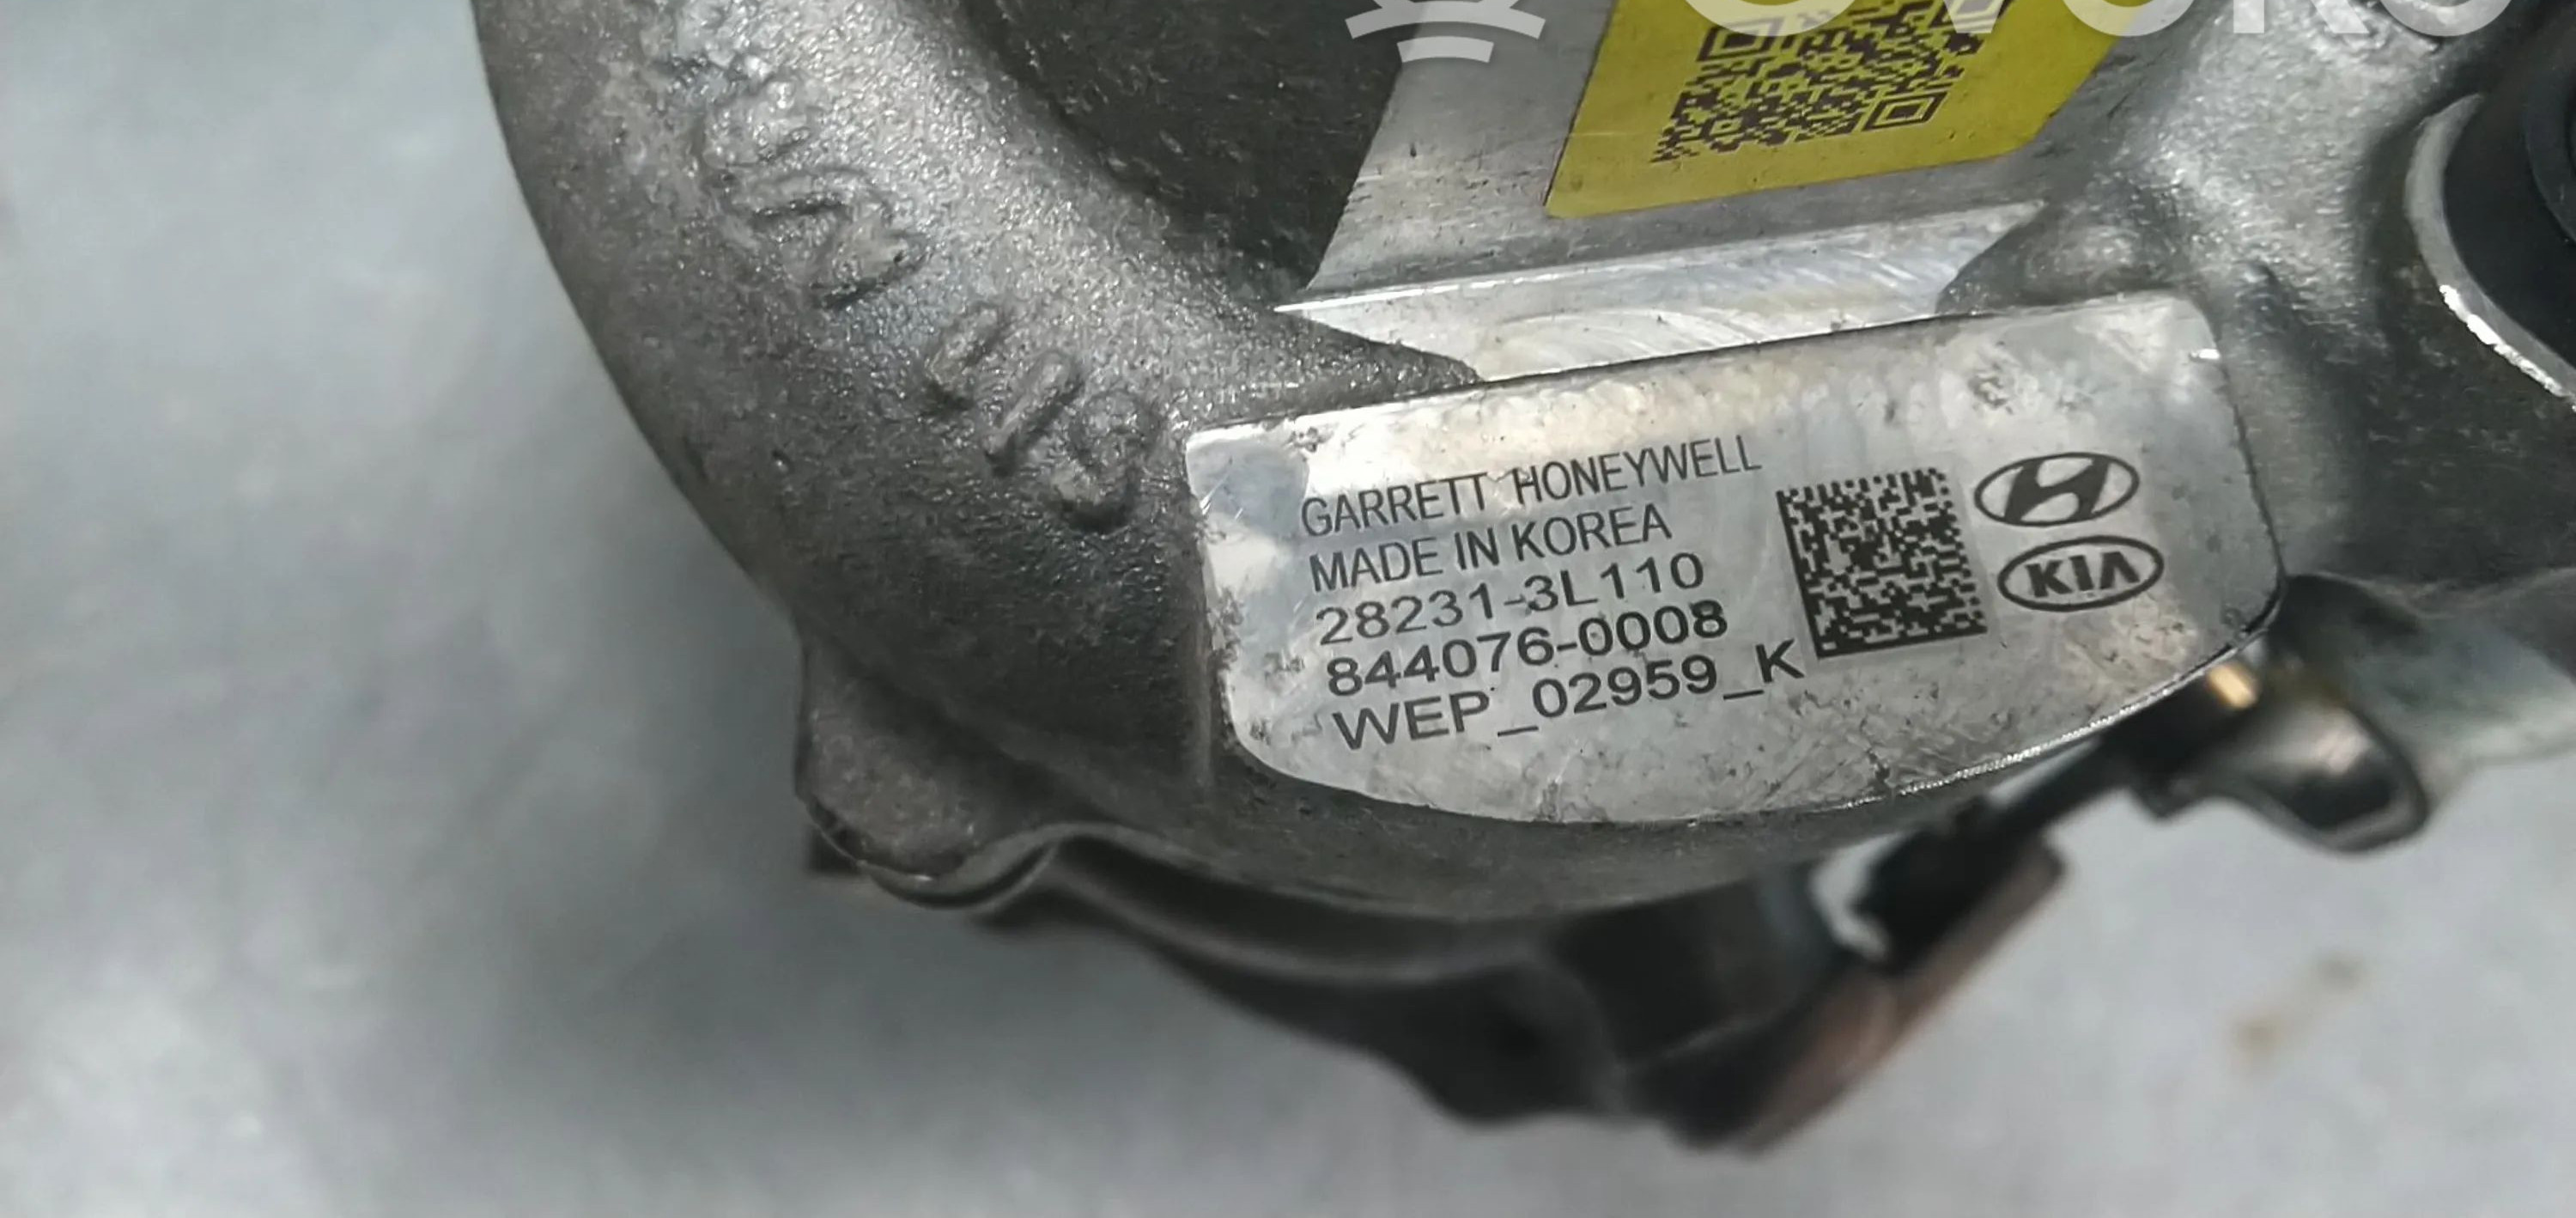 GARRETT HONEYWELL
MADE IN KOREA
28231-3L110
844076-0008
WEP_02959_K
KIA